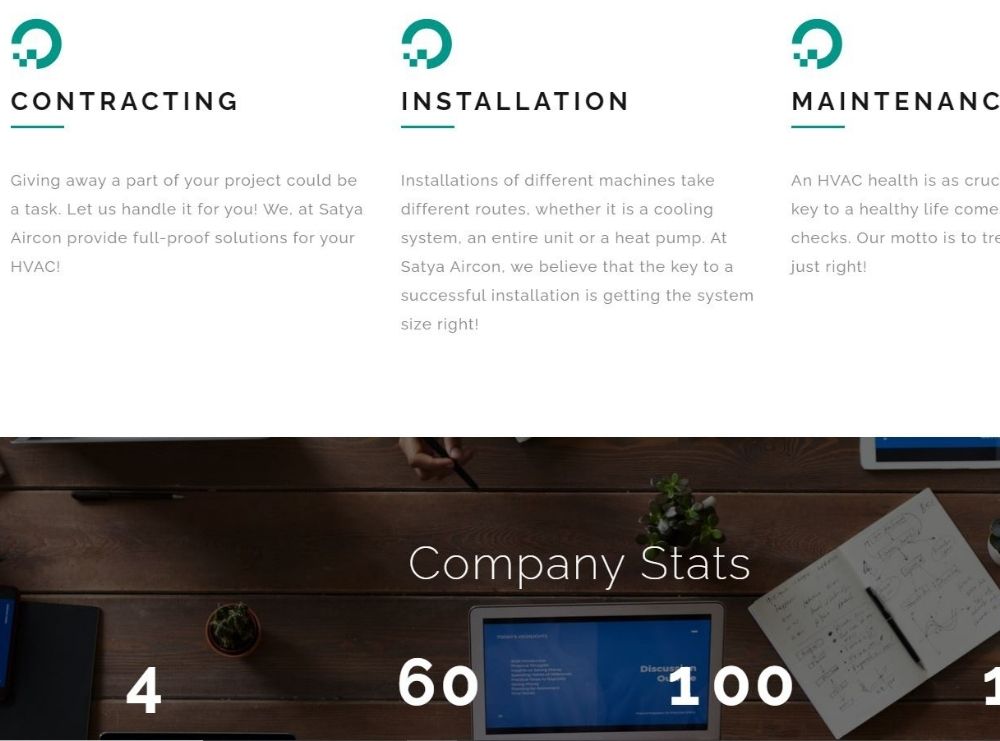 CONTRACTING
Giving away a part of your project could be
a task. Let us handle it for you! We, at Satya
Aircon provide full-proof solutions for your
HVAC!
INSTALLATION
Installations of different machines take
different routes, whether it is a cooling
system, an entire unit or a heat pump. At
Satya Aircon, we believe that the key to a
successful installation is getting the system
size right!
MAINTENANC
An HVAC health is as cruc
key to a healthy life come
checks. Our motto is to tre
just right!
Company Stats
TODAY'S HIGHLIGHTS
Discussion
4
60
100
1